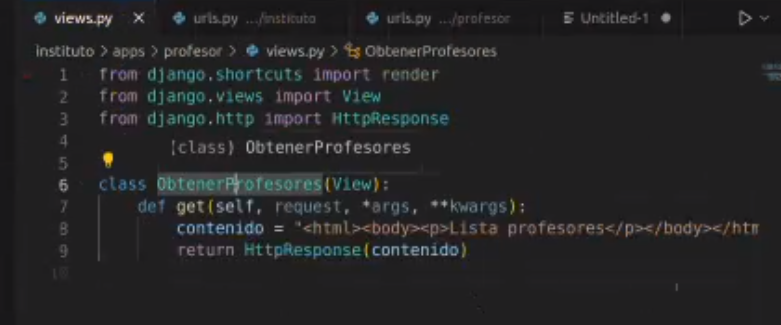 views.py × urls.py .../instituto urls.py .../profesor Untitled-1
instituto > apps > profesor > views.py > ObtenerProfesores
1 from django.shortcuts import render
2 from django.views import View
3 from django.http import HttpResponse
4 (class) ObtenerProfesores
5
6 class ObtenerProfesores(View):
7 def get(self, request, *args, **kwargs):
8 contenido = "<html><body><p>Lista profesores</p></body></htm
9 return HttpResponse(contenido)
10